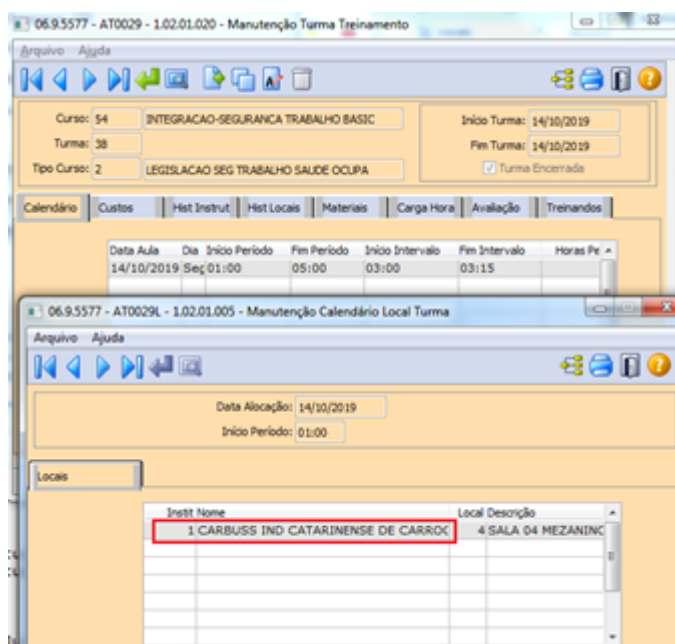 06.9.5577 - AT0029 - 1.02.01.020 - Manutenção Turma Treinamento
Arquivo Ajuda
Curso: 54 INTEGRACAO-SEGURANCA TRABALHO BASIC Início Turma: 14/10/2019
Turma: 38 Fim Turma: 14/10/2019
Tipo Curso: 2 LEGISLACAO SEG TRABALHO SAUDE OCUPA Turma Encerrada
Calendário Custos Hist Instrut Hist Locais Materiais Carga Hora Avaliação Treinandos
Data Aula Dia Início Período Fim Período Início Intervalo Fim Intervalo Horas Pe
14/10/2019 Seg 01:00 05:00 03:00 03:15
06.9.5577 - AT0029L - 1.02.01.005 - Manutenção Calendário Local Turma
Arquivo Ajuda
Data Alocação: 14/10/2019
Início Período: 01:00
Locais
Instit Nome Local Descrição
1 CARBUSS IND CATARINENSE DE CARROC 4 SALA 04 MEZANINO